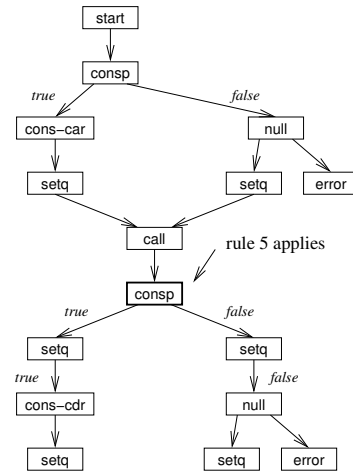 start
consp
true
false
cons-car
null
setq
setq
error
call
rule 5 applies
consp
true
false
setq
setq
true
false
cons-cdr
null
setq
setq
error